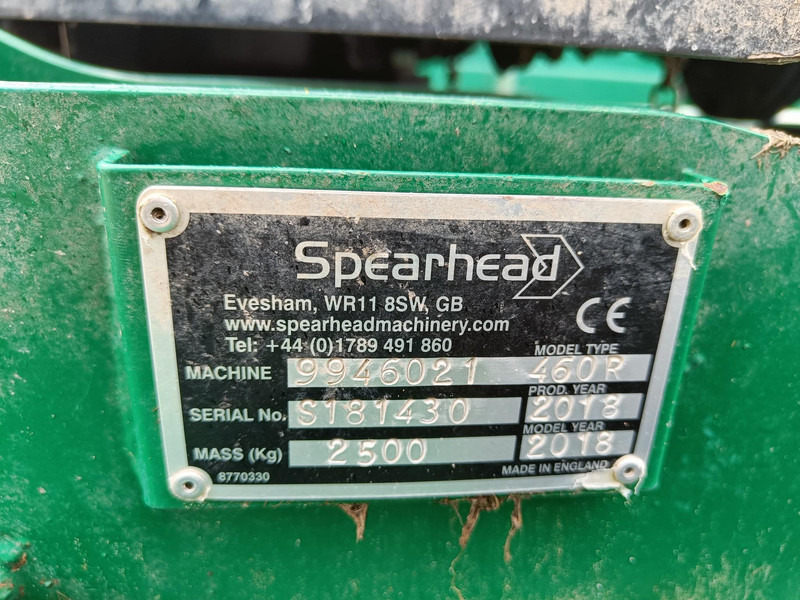 Spearhead
Evesham, WR11 8SW, GB
www.spearheadmachinery.com
Tel: +44 (0)1789 491 860
CE
MODEL TYPE
MACHINE 9946021 460R
PROD. YEAR
SERIAL No. S181430 2018
MODEL YEAR
MASS (Kg) 2500 2018
8770330 MADE IN ENGLAND